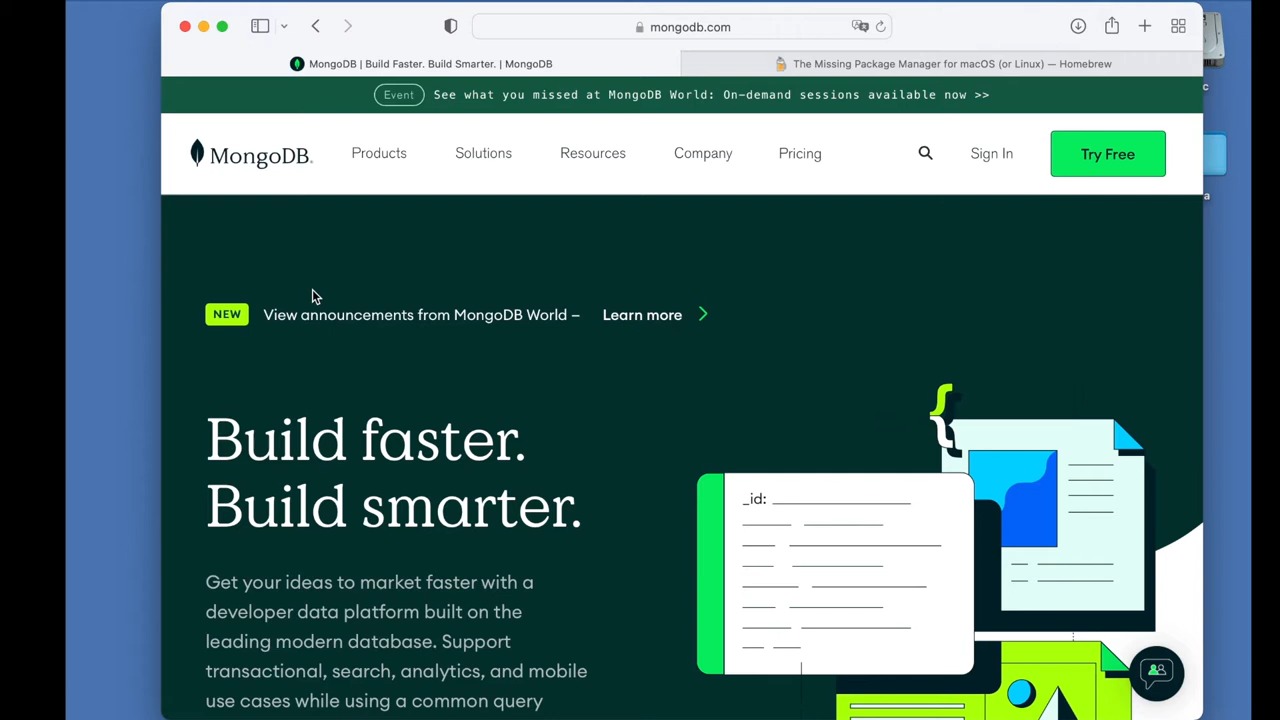 mongodb.com
MongoDB | Build Faster. Build Smarter. | MongoDB
The Missing Package Manager for macOS (or Linux) — Homebrew
Event See what you missed at MongoDB World: On-demand sessions available now >>
MongoDB. Products Solutions Resources Company Pricing Sign In Try Free
NEW View announcements from MongoDB World – Learn more
Build faster.
Build smarter.
Get your ideas to market faster with a
developer data platform built on the
leading modern database. Support
transactional, search, analytics, and mobile
use cases while using a common query
{
_id:
c
a